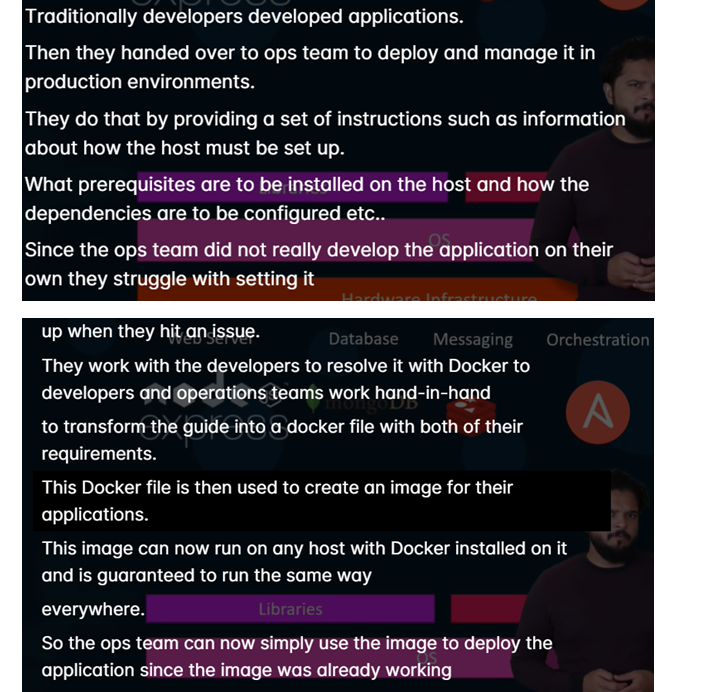 express
Traditionally developers developed applications.
Then they handed over to ops team to deploy and manage it in
production environments.
They do that by providing a set of instructions such as information
about how the host must be set up.
What prerequisites are to be installed on the host and how the
Libraries
dependencies are to be configured etc..
OS
Since the ops team did not really develop the application on their
own they struggle with setting it
Hardware Infrastructure
up when they hit an issue.
Web Server Database Messaging Orchestration
They work with the developers to resolve it with Docker to
developers and operations teams work hand-in-hand
node
mongoDB
express
to transform the guide into a docker file with both of their
requirements.
This Docker file is then used to create an image for their
applications.
This image can now run on any host with Docker installed on it
and is guaranteed to run the same way
everywhere.
Libraries
So the ops team can now simply use the image to deploy the
OS
application since the image was already working